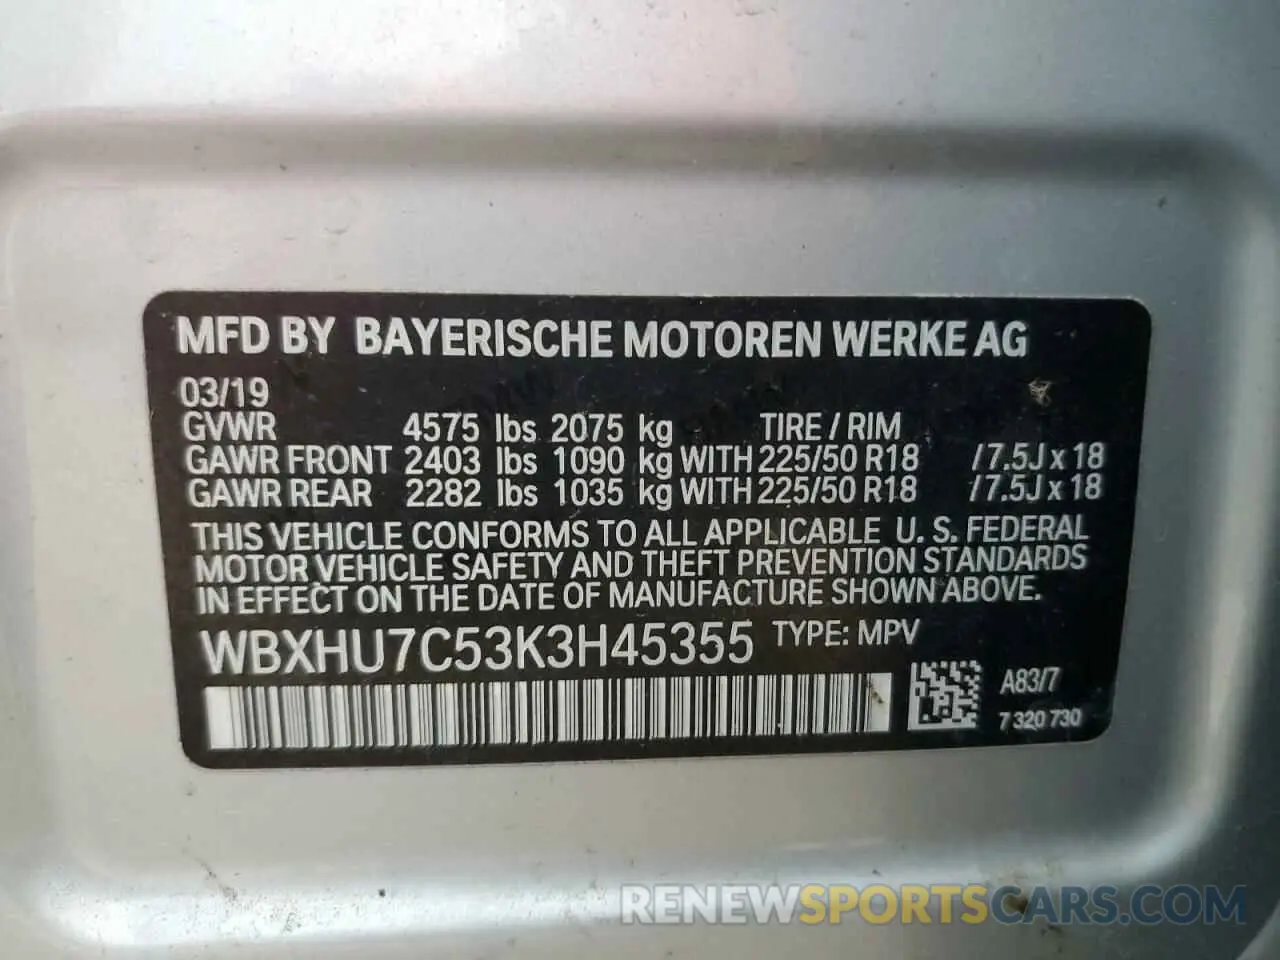 MFD BY BAYERISCHE MOTOREN WERKE AG
03/19
GVWR 4575 lbs 2075 kg TIRE / RIM
GAWR FRONT 2403 lbs 1090 kg WITH 225/50 R18 / 7.5J x 18
GAWR REAR 2282 lbs 1035 kg WITH 225/50 R18 / 7.5J x 18
THIS VEHICLE CONFORMS TO ALL APPLICABLE U. S. FEDERAL
MOTOR VEHICLE SAFETY AND THEFT PREVENTION STANDARDS
IN EFFECT ON THE DATE OF MANUFACTURE SHOWN ABOVE.
WBXHU7C53K3H45355 TYPE: MPV
A83/7
7 320 730
RENEWSPORTSCARS.COM